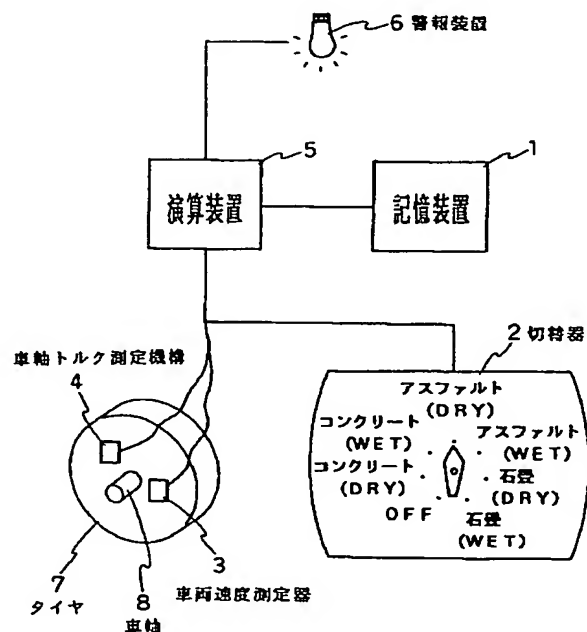 6 警報装置
5
演算装置
1
記憶装置
車軸トルク測定機構
4
2 切替器
アスファルト
(DRY)
コンクリート
(WET)
アスファルト
(WET)
コンクリート
(DRY)
石畳
(DRY)
OFF
石畳
(WET)
3
車両速度測定器
7
タイヤ
8
車軸